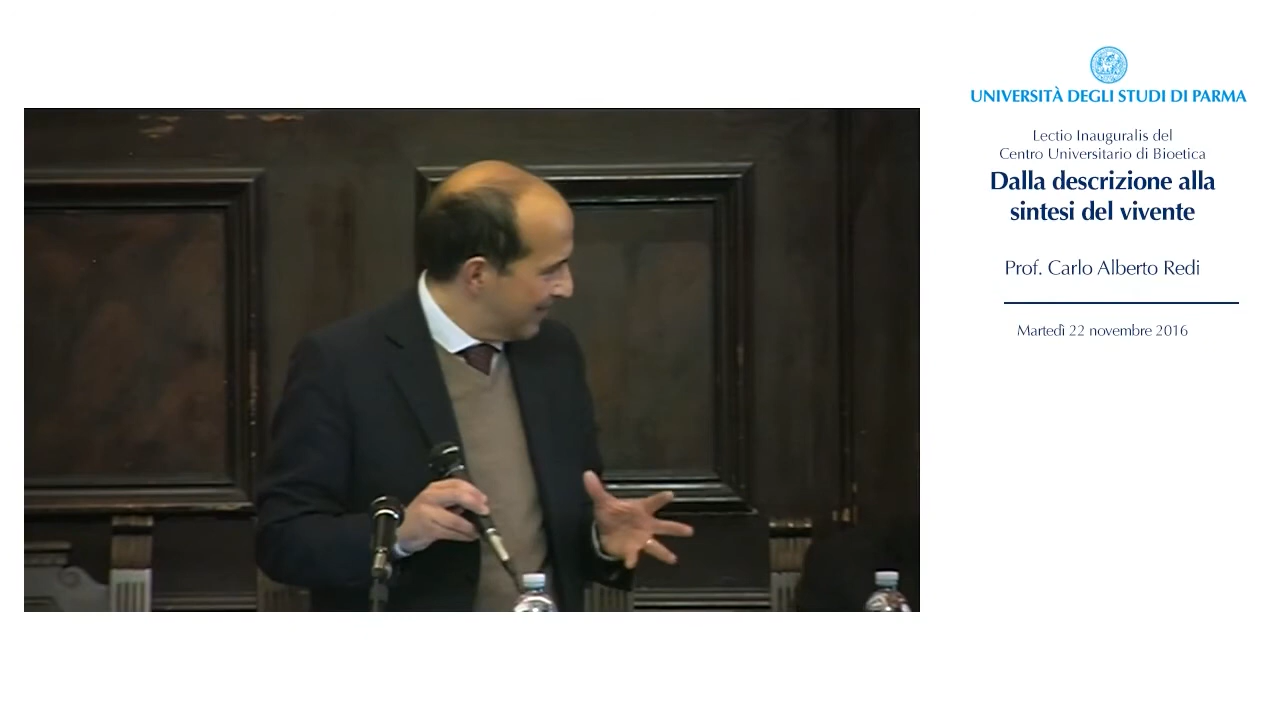 UNIVERSITÀ DEGLI STUDI DI PARMA
Lectio Inauguralis del
Centro Universitario di Bioetica
Dalla descrizione alla
sintesi del vivente
Prof. Carlo Alberto Redi
Martedì 22 novembre 2016